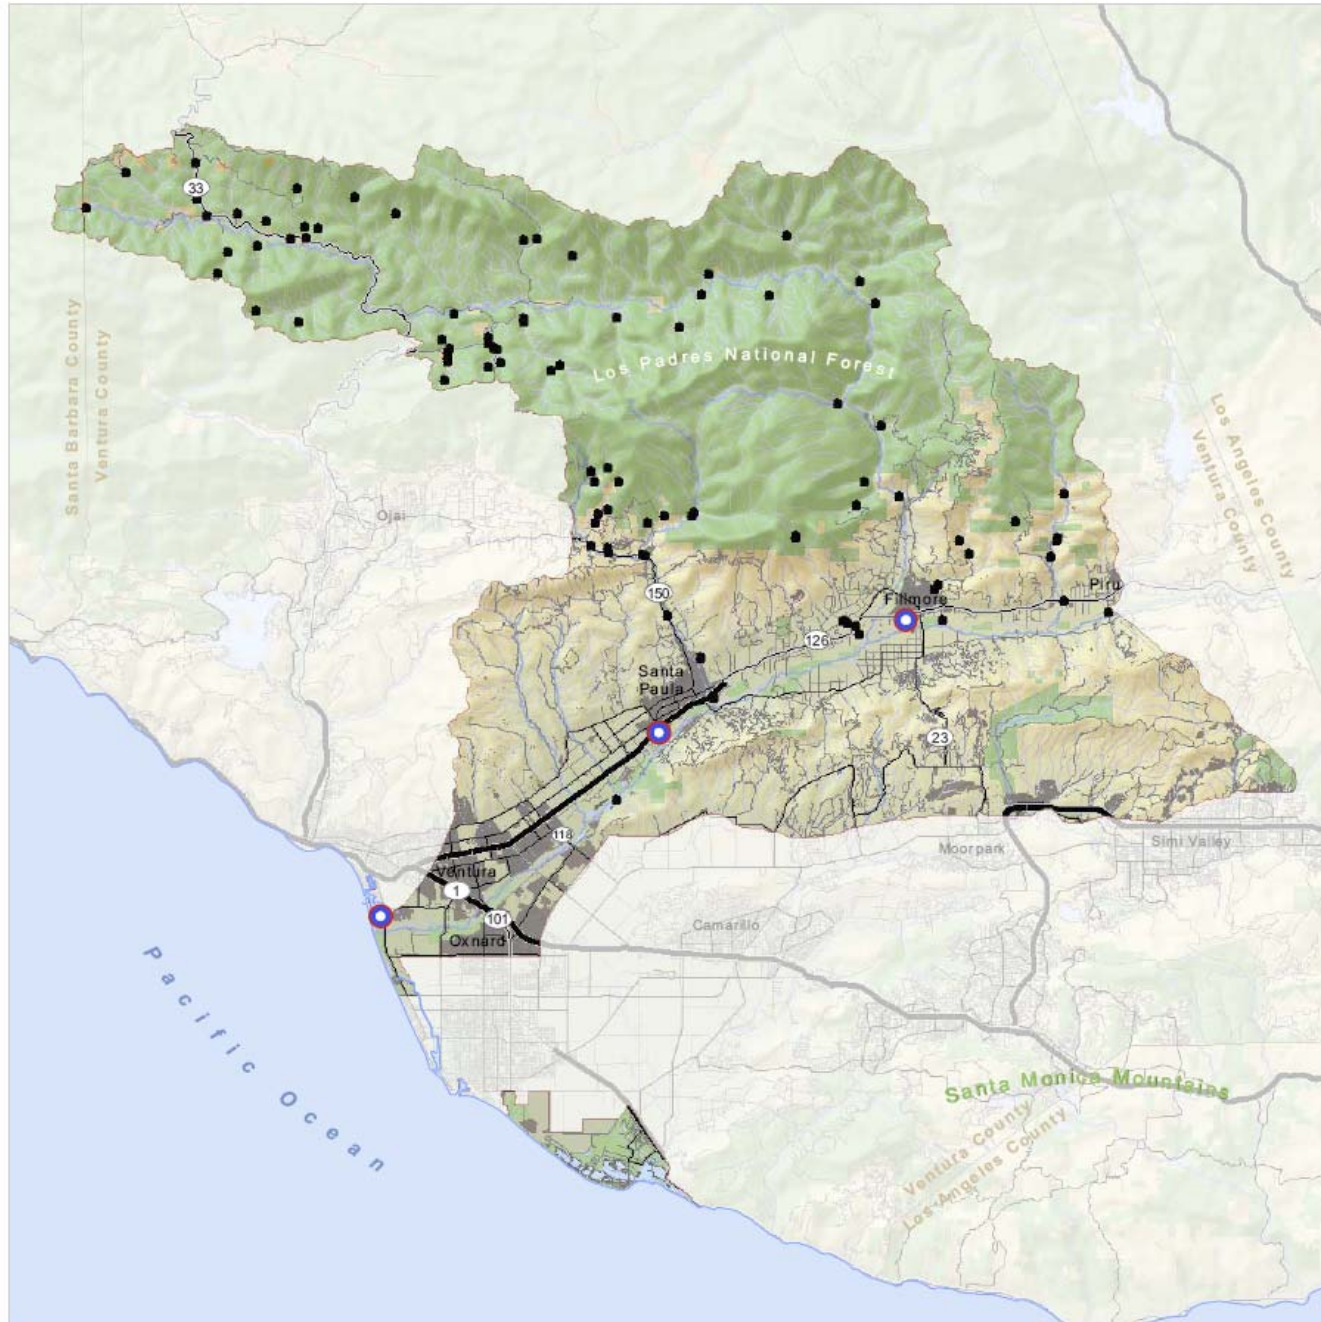 33
Santa Barbara County
Ventura County
Los Padres National Forest
Los Angeles County
Ventura County
Ojai
150
Piru
Fillmore
126
Santa
Paula
23
118
Moorpark
Simi Valley
Ventura
1
101
Oxnard
Camarillo
Pacific Ocean
Santa Monica Mountains
Ventura County
Los Angeles County